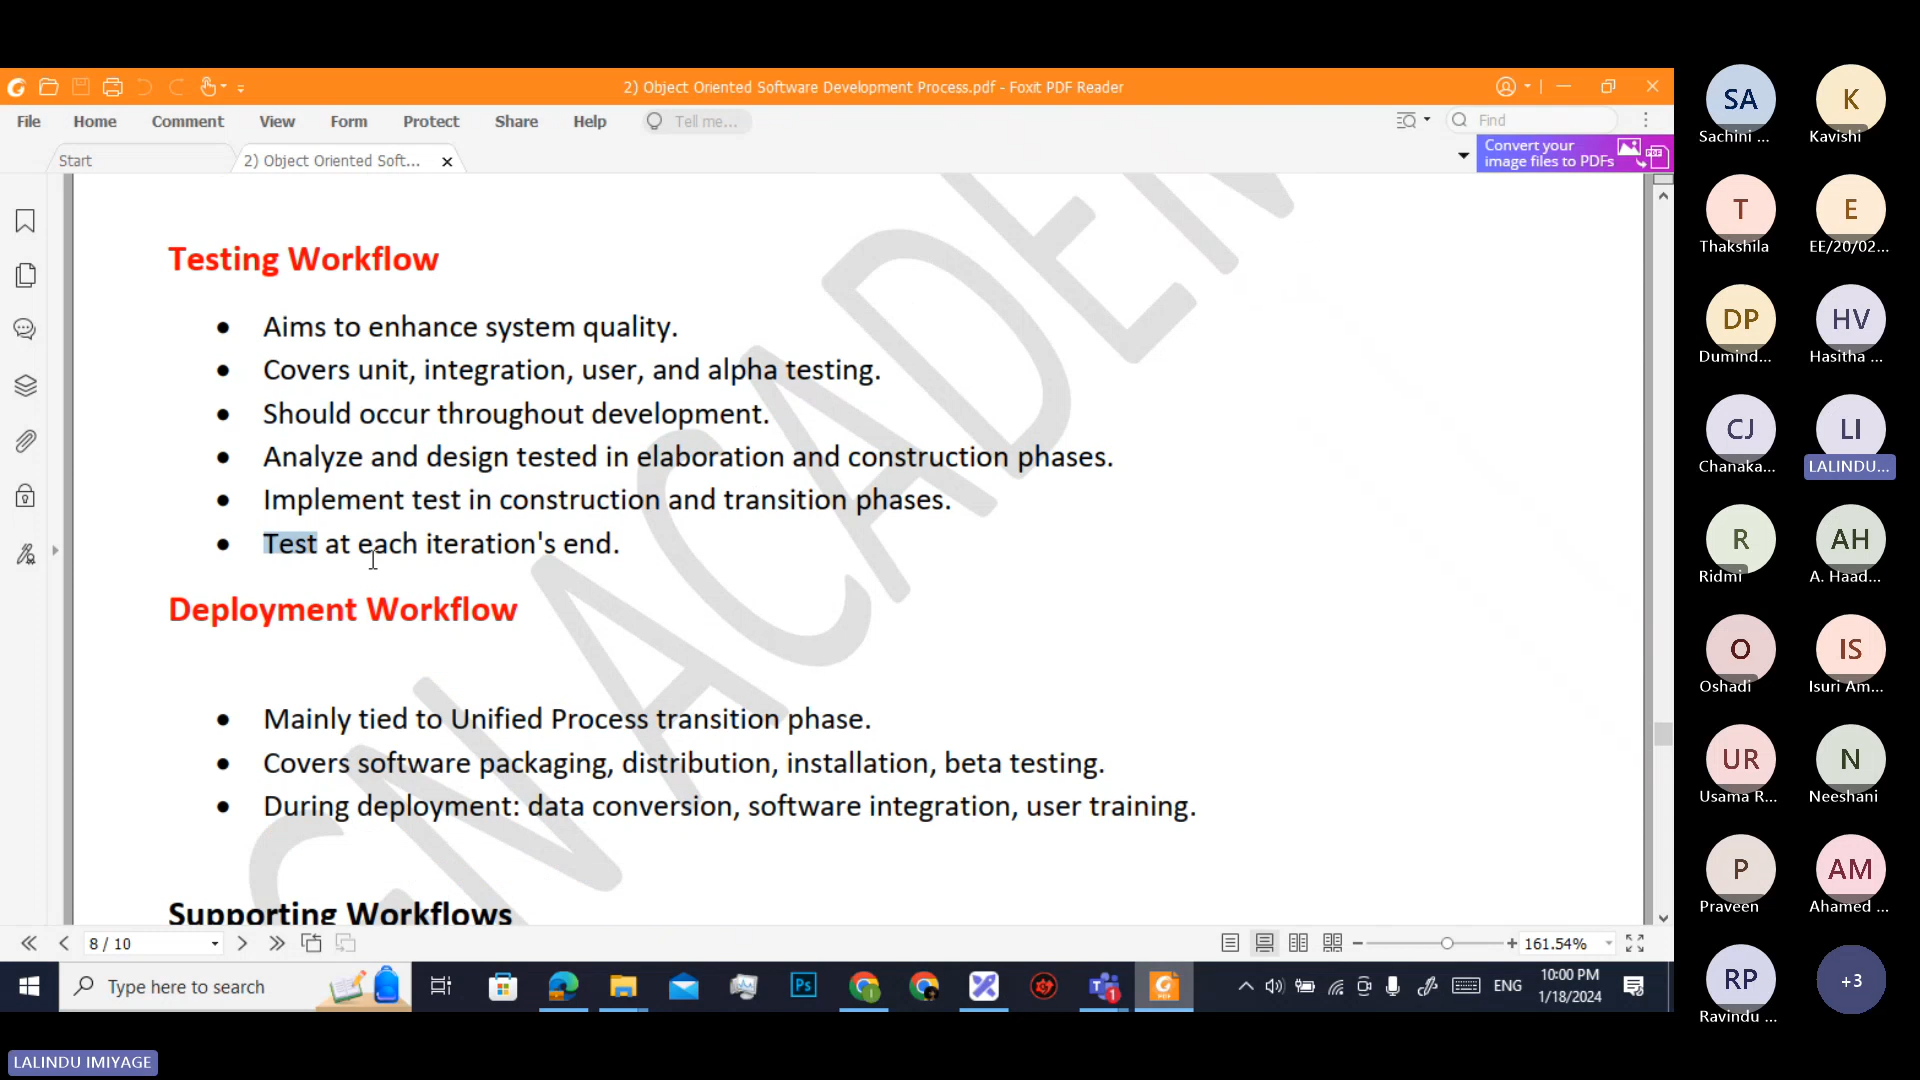 2) Object Oriented Software Development Process.pdf - Foxit PDF Reader
File Home Comment View Form Protect Share Help Tell me... Find
Start 2) Object Oriented Soft...
Convert your
image files to PDFs
PDF
Testing Workflow
• Aims to enhance system quality.
• Covers unit, integration, user, and alpha testing.
• Should occur throughout development.
• Analyze and design tested in elaboration and construction phases.
• Implement test in construction and transition phases.
• Test at each iteration's end.
Deployment Workflow
• Mainly tied to Unified Process transition phase.
• Covers software packaging, distribution, installation, beta testing.
• During deployment: data conversion, software integration, user training.
Supporting Workflows
GN ACADEM
8 / 10
161.54%
Type here to search
Ps
T
1
ENG
10:00 PM
1/18/2024
SA
Sachini ...
K
Kavishi
T
Thakshila
E
EE/20/02...
DP
Dumind...
HV
Hasitha ...
CJ
Chanaka...
LI
LALINDU...
R
Ridmi
AH
A. Haad...
O
Oshadi
IS
Isuri Am...
UR
Usama R...
N
Neeshani
P
Praveen
AM
Ahamed ...
RP
Ravindu ...
+3
LALINDU IMIYAGE